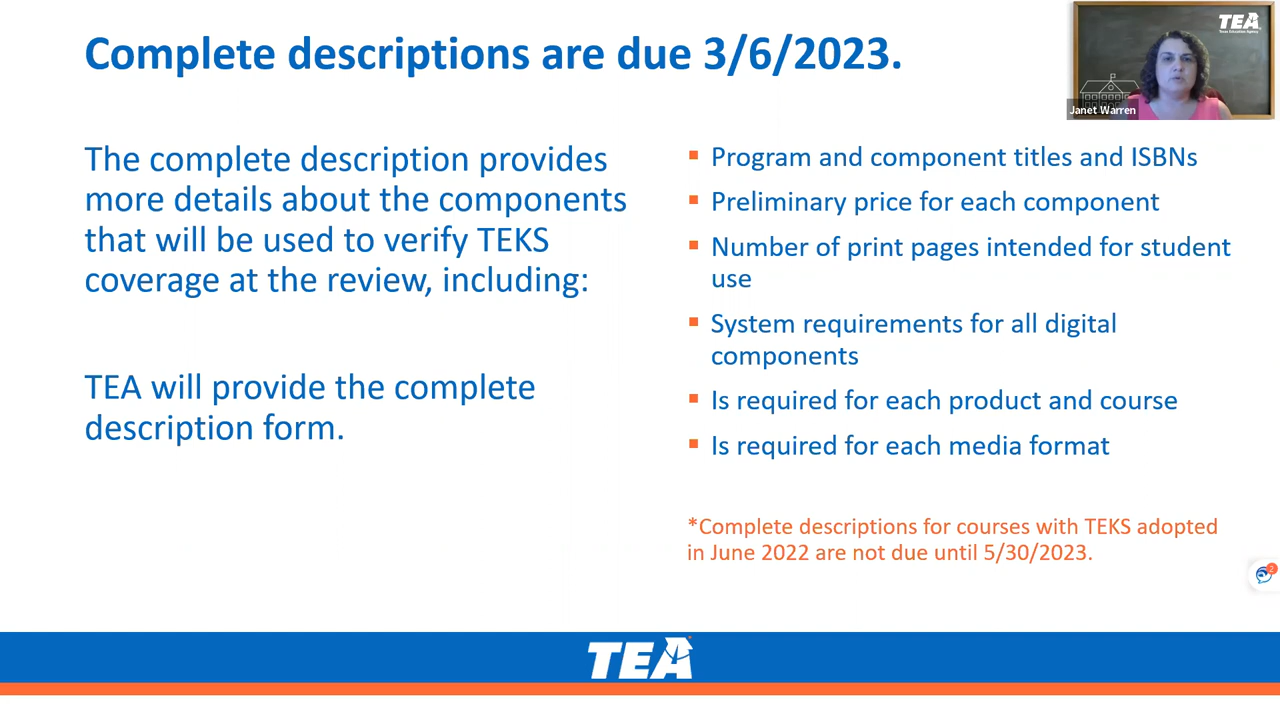 Complete descriptions are due 3/6/2023.
TEA
Texas Education Agency
Janet Warren
The complete description provides
more details about the components
that will be used to verify TEKS
coverage at the review, including:
TEA will provide the complete
description form.
Program and component titles and ISBNs
Preliminary price for each component
Number of print pages intended for student
use
System requirements for all digital
components
Is required for each product and course
Is required for each media format
*Complete descriptions for courses with TEKS adopted
in June 2022 are not due until 5/30/2023.
2
TEA